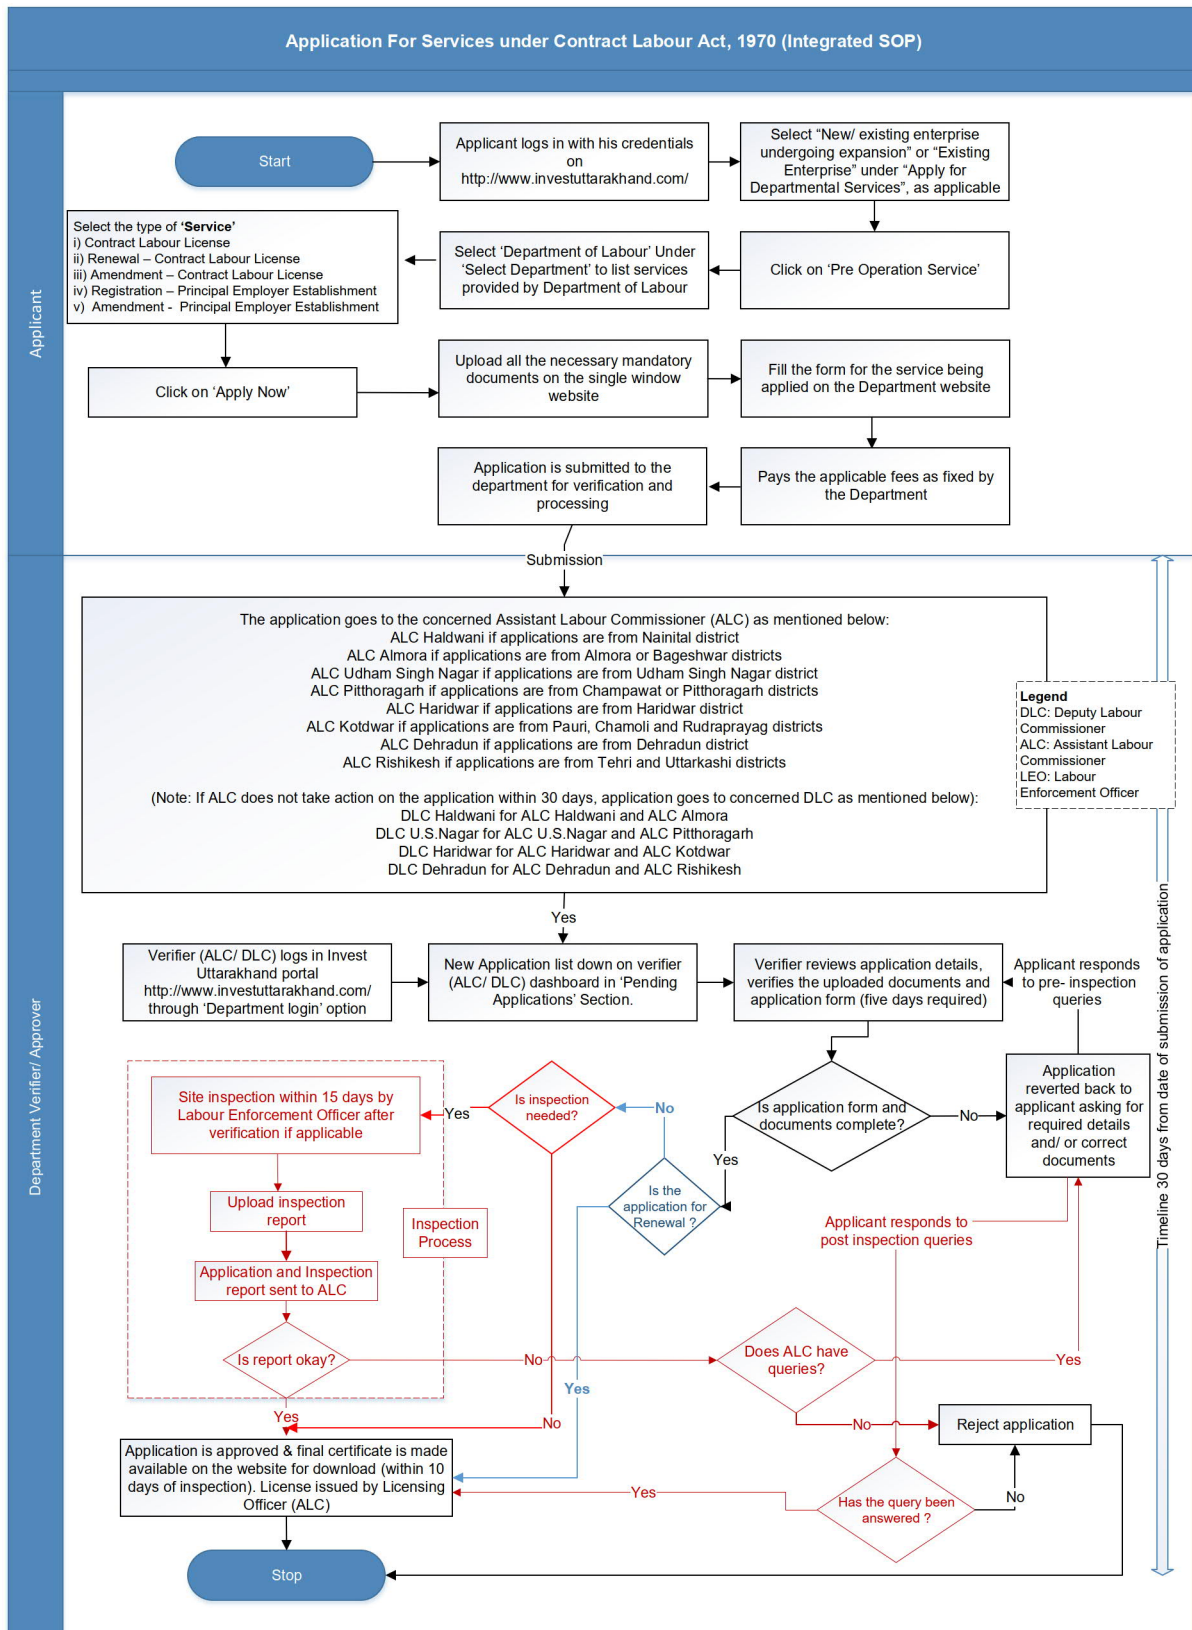 Application For Services under Contract Labour Act, 1970 (Integrated SOP)
Applicant
Start
Applicant logs in with his credentials
on
http://www.investuttarakhand.com/
Select “New/ existing enterprise
undergoing expansion” or “Existing
Enterprise” under “Apply for
Departmental Services”, as applicable
Select the type of ‘Service’
i) Contract Labour License
ii) Renewal – Contract Labour License
iii) Amendment – Contract Labour License
iv) Registration – Principal Employer Establishment
v) Amendment - Principal Employer Establishment
Select ‘Department of Labour’ Under
‘Select Department’ to list services
provided by Department of Labour
Click on ‘Pre Operation Service’
Click on ‘Apply Now’
Upload all the necessary mandatory
documents on the single window
website
Fill the form for the service being
applied on the Department website
Application is submitted to the
department for verification and
processing
Pays the applicable fees as fixed by
the Department
Submission
Department Verifier/ Approver
The application goes to the concerned Assistant Labour Commissioner (ALC) as mentioned below:
ALC Haldwani if applications are from Nainital district
ALC Almora if applications are from Almora or Bageshwar districts
ALC Udham Singh Nagar if applications are from Udham Singh Nagar district
ALC Pitthoragarh if applications are from Champawat or Pitthoragarh districts
ALC Haridwar if applications are from Haridwar district
ALC Kotdwar if applications are from Pauri, Chamoli and Rudraprayag districts
ALC Dehradun if applications are from Dehradun district
ALC Rishikesh if applications are from Tehri and Uttarkashi districts
(Note: If ALC does not take action on the application within 30 days, application goes to concerned DLC as mentioned below):
DLC Haldwani for ALC Haldwani and ALC Almora
DLC U.S.Nagar for ALC U.S.Nagar and ALC Pitthoragarh
DLC Haridwar for ALC Haridwar and ALC Kotdwar
DLC Dehradun for ALC Dehradun and ALC Rishikesh
Legend
DLC: Deputy Labour
Commissioner
ALC: Assistant Labour
Commissioner
LEO: Labour
Enforcement Officer
Timeline 30 days from date of submission of application
Yes
Verifier (ALC/ DLC) logs in Invest
Uttarakhand portal
http://www.investuttarakhand.com/
through ‘Department login’ option
New Application list down on verifier
(ALC/ DLC) dashboard in ‘Pending
Applications’ Section.
Verifier reviews application details,
verifies the uploaded documents and
application form (five days required)
Applicant responds
to pre- inspection
queries
Site inspection within 15 days by
Labour Enforcement Officer after
verification if applicable
Yes
Is inspection
needed?
No
Is application form and
documents complete?
No
Application
reverted back to
applicant asking for
required details
and/ or correct
documents
Yes
Is the
application for
Renewal ?
Upload inspection
report
Inspection
Process
Applicant responds to
post inspection queries
Application and Inspection
report sent to ALC
Is report okay?
No
Does ALC have
queries?
Yes
Yes
Yes
No
No
Reject application
Application is approved & final certificate is made
available on the website for download (within 10
days of inspection). License issued by Licensing
Officer (ALC)
Yes
Has the query been
answered ?
No
Stop